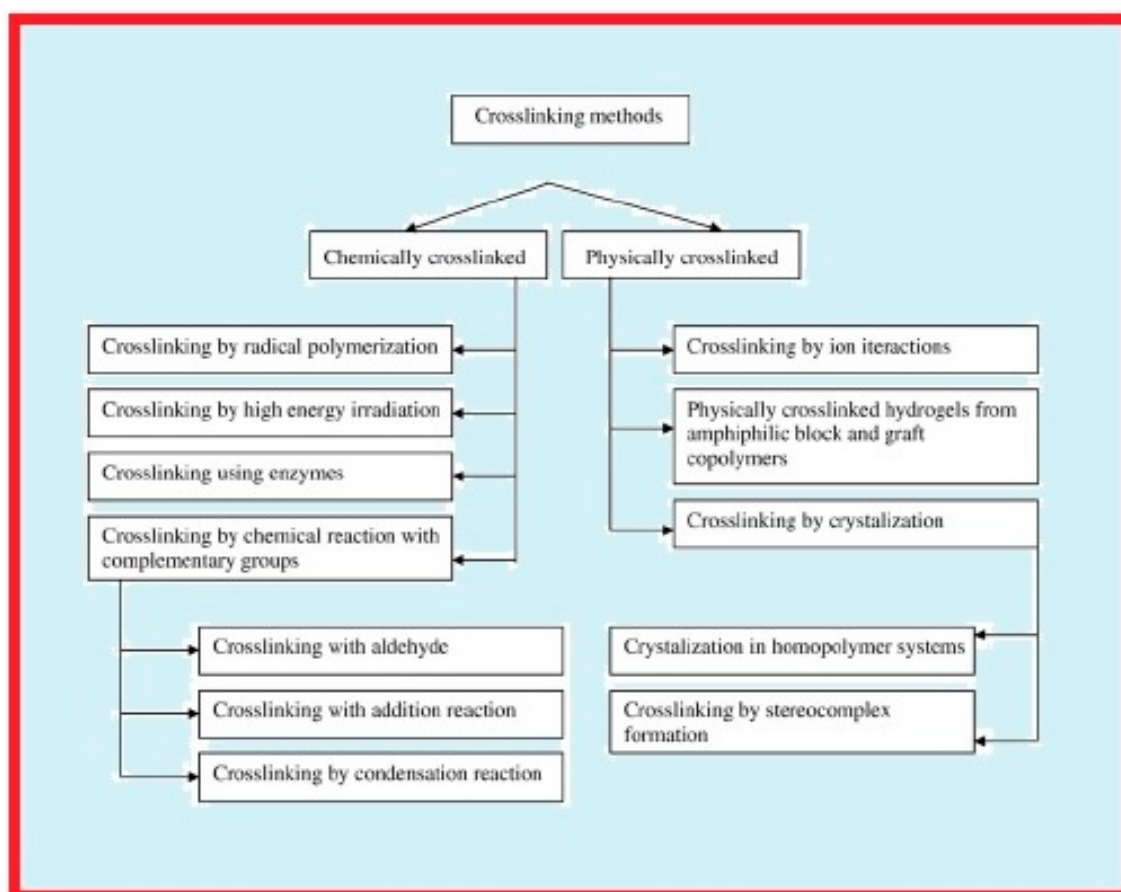 Crosslinking methods
Chemically crosslinked
Physically crosslinked
Crosslinking by radical polymerization
Crosslinking by high energy irradiation
Crosslinking using enzymes
Crosslinking by chemical reaction with
complementary groups
Crosslinking with aldehyde
Crosslinking with addition reaction
Crosslinking by condensation reaction
Crosslinking by ion iteractions
Physically crosslinked hydrogels from
amphiphilic block and graft
copolymers
Crosslinking by crystalization
Crystalization in homopolymer systems
Crosslinking by stereocomplex
formation